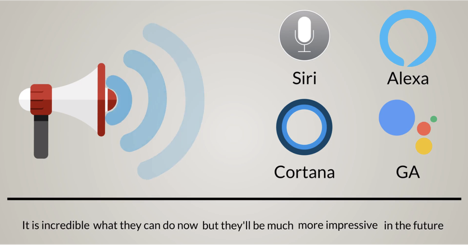 Siri
Alexa
Cortana
GA
It is incredible what they can do now but they'll be much more impressive in the future